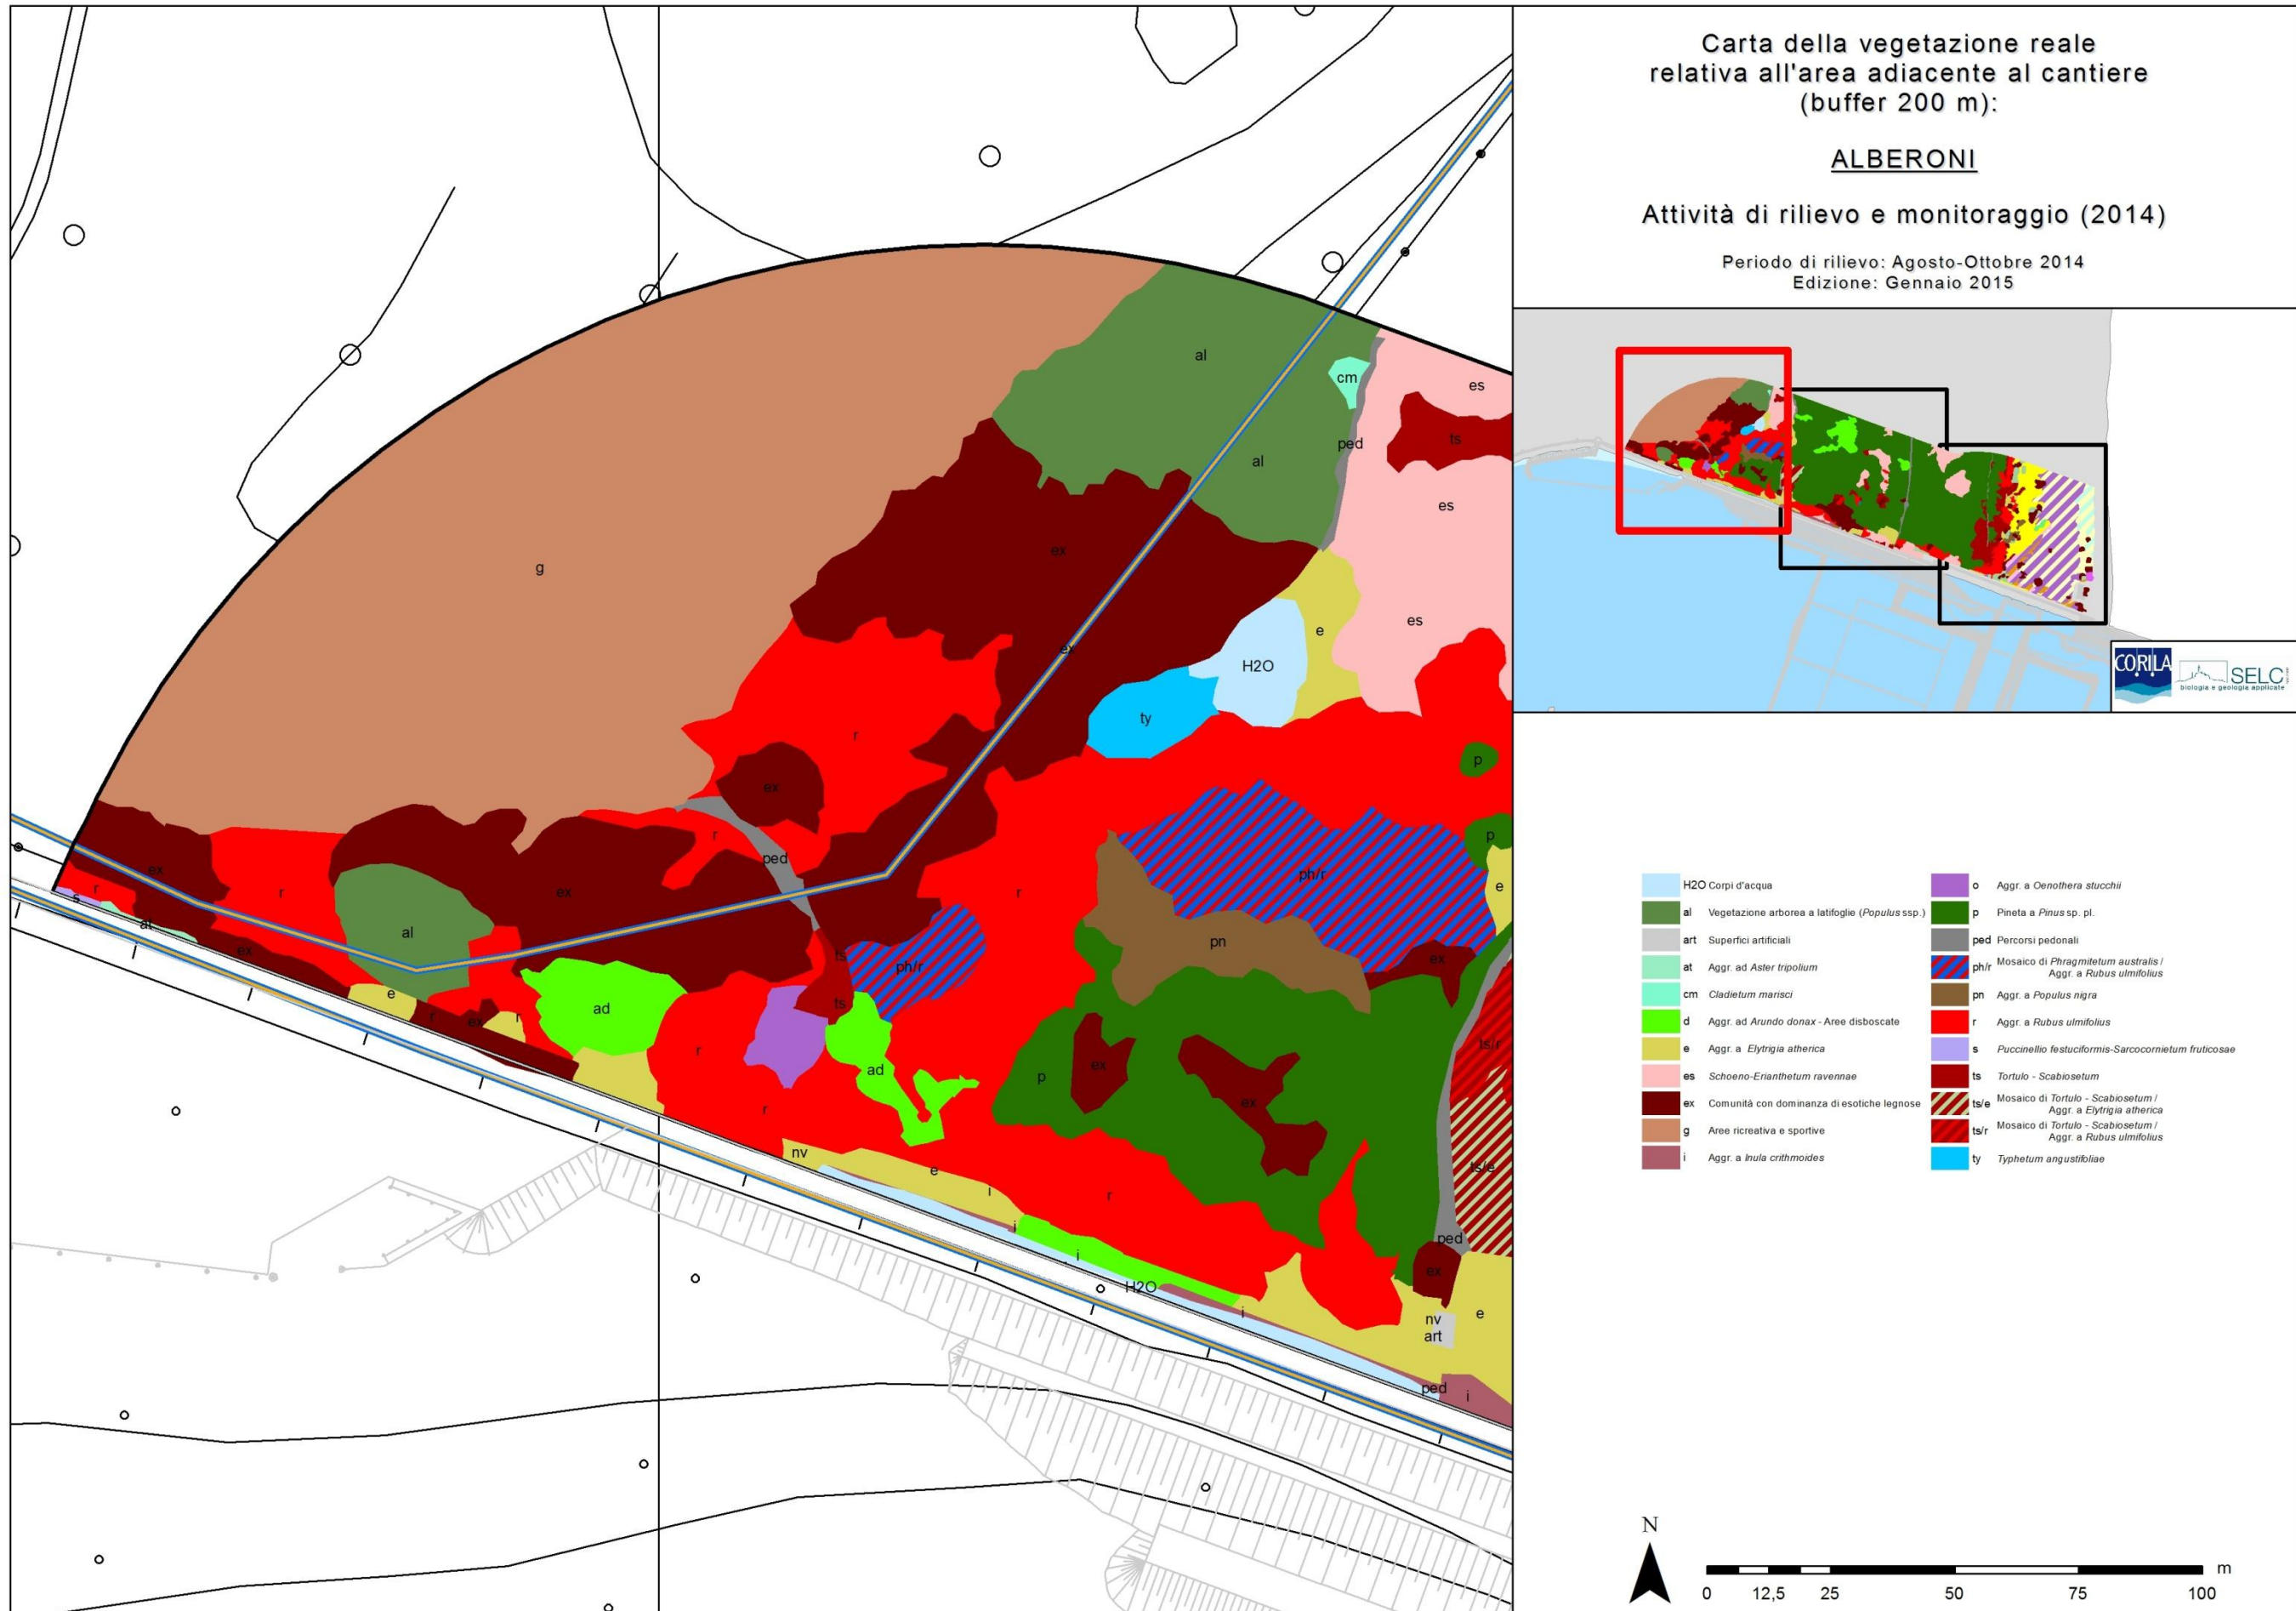 Carta della vegetazione reale
relativa all'area adiacente al cantiere
(buffer 200 m):
ALBERONI
Attività di rilievo e monitoraggio (2014)
Periodo di rilievo: Agosto-Ottobre 2014
Edizione: Gennaio 2015
CORILA
SELC
biologia e geologia applicate
al
cm
es
ped
ts
al
es
ex
g
es
e
ex
H2O
ty
r
p
ex
r
p
ped
ex
r
ex
r
ex
r
ph/r
e
s
at
al
pn
ex
ts
ph/r
ex
e
ts
ad
r
ex
r
r
ts/r
ad
p
ex
ex
r
nv
e
ts/e
i
r
i
ped
i
ex
H2O
i
e
nv
art
ped
i
H2O Corpi d'acqua
al Vegetazione arborea a latifoglie (Populus ssp.)
art Superfici artificiali
at Aggr. ad Aster tripolium
cm Cladietum marisci
d Aggr. ad Arundo donax - Aree disboscate
e Aggr. a Elytrigia atherica
es Schoeno-Erianthetum ravennae
ex Comunità con dominanza di esotiche legnose
g Aree ricreativa e sportive
i Aggr. a Inula crithmoides
o Aggr. a Oenothera stucchii
p Pineta a Pinus sp. pl.
ped Percorsi pedonali
ph/r Mosaico di Phragmitetum australis /
Aggr. a Rubus ulmifolius
pn Aggr. a Populus nigra
r Aggr. a Rubus ulmifolius
s Puccinellio festuciformis-Sarcocornietum fruticosae
ts Tortulo - Scabiosetum
ts/e Mosaico di Tortulo - Scabiosetum /
Aggr. a Elytrigia atherica
ts/r Mosaico di Tortulo - Scabiosetum /
Aggr. a Rubus ulmifolius
ty Typhetum angustifoliae
N
m
0 12,5 25 50 75 100